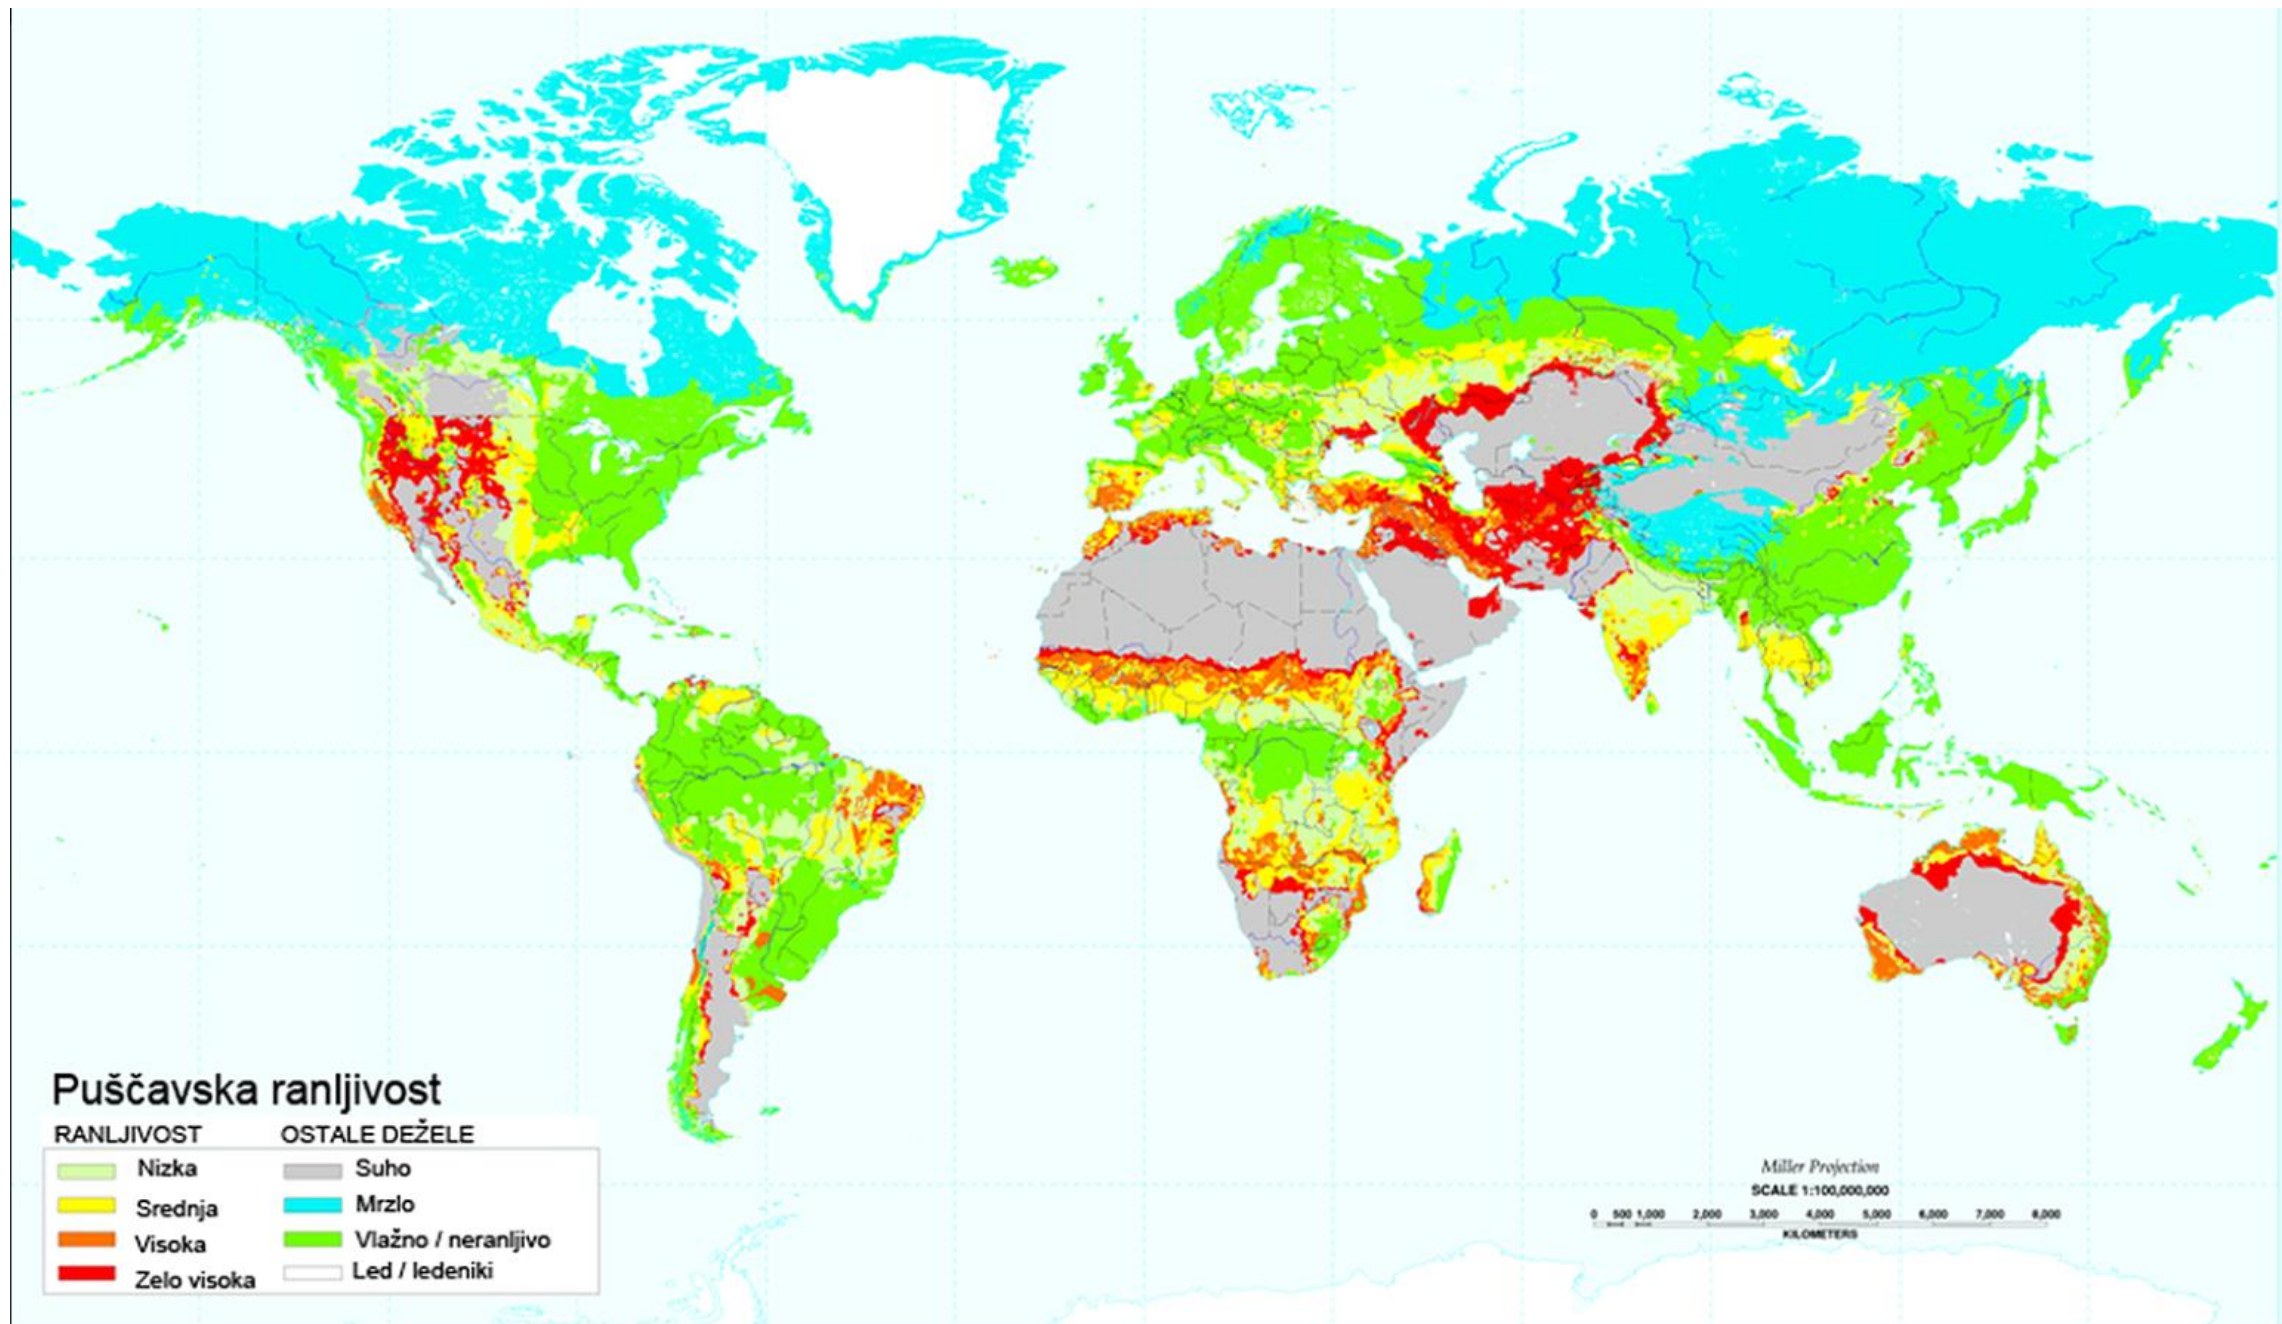 Puščavska ranljivost
RANLJIVOST
OSTALE DEŽELE
Nizka
Suho
Srednja
Mrzlo
Visoka
Vlažno / neranljivo
Zelo visoka
Led / ledeniki
Miller Projection
SCALE 1:100,000,000
0 500 1,000 2,000 3,000 4,000 5,000 6,000 7,000 8,000
KILOMETERS